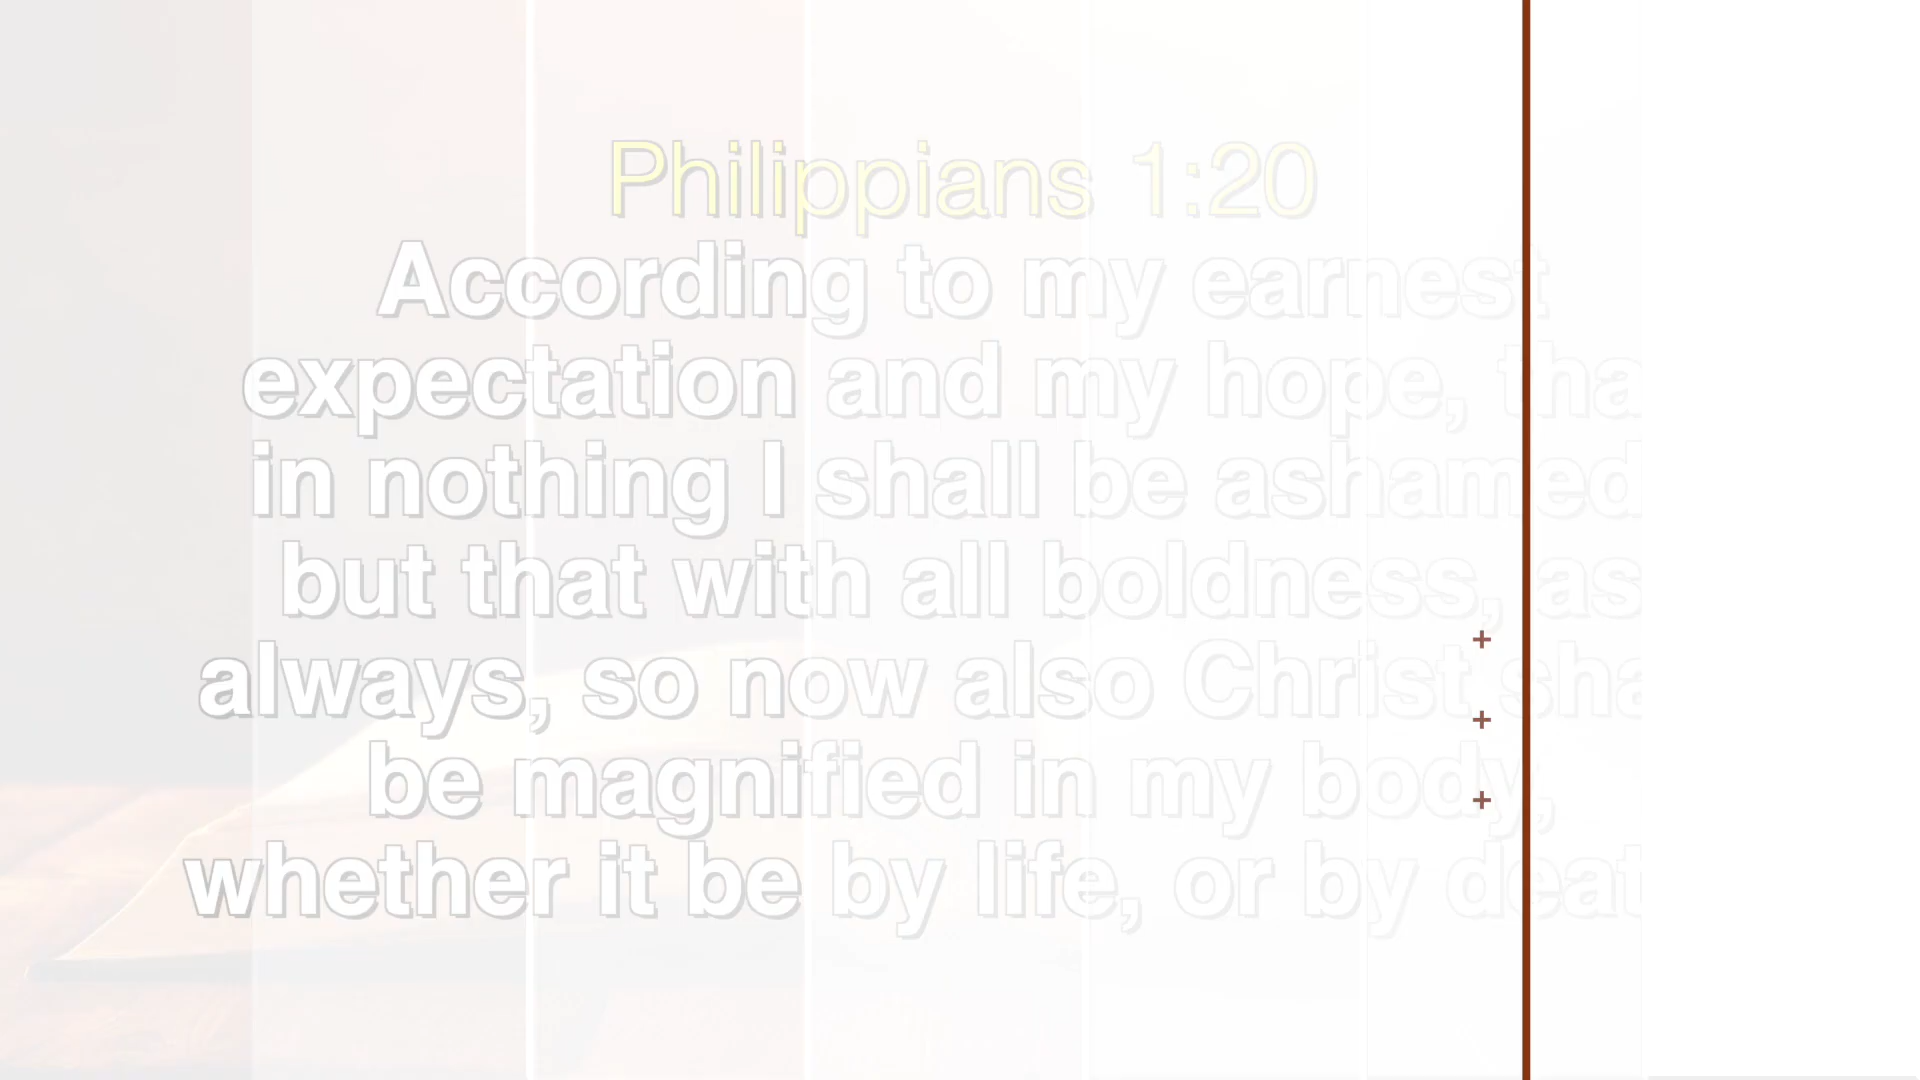 Philippians 1:20
According to my earnest
expectation and my hope, tha
in nothing I shall be ashamed
but that with all boldness, as
always, so now also Christ sha
be magnified in my body,
whether it be by life, or by deat
+
+
+